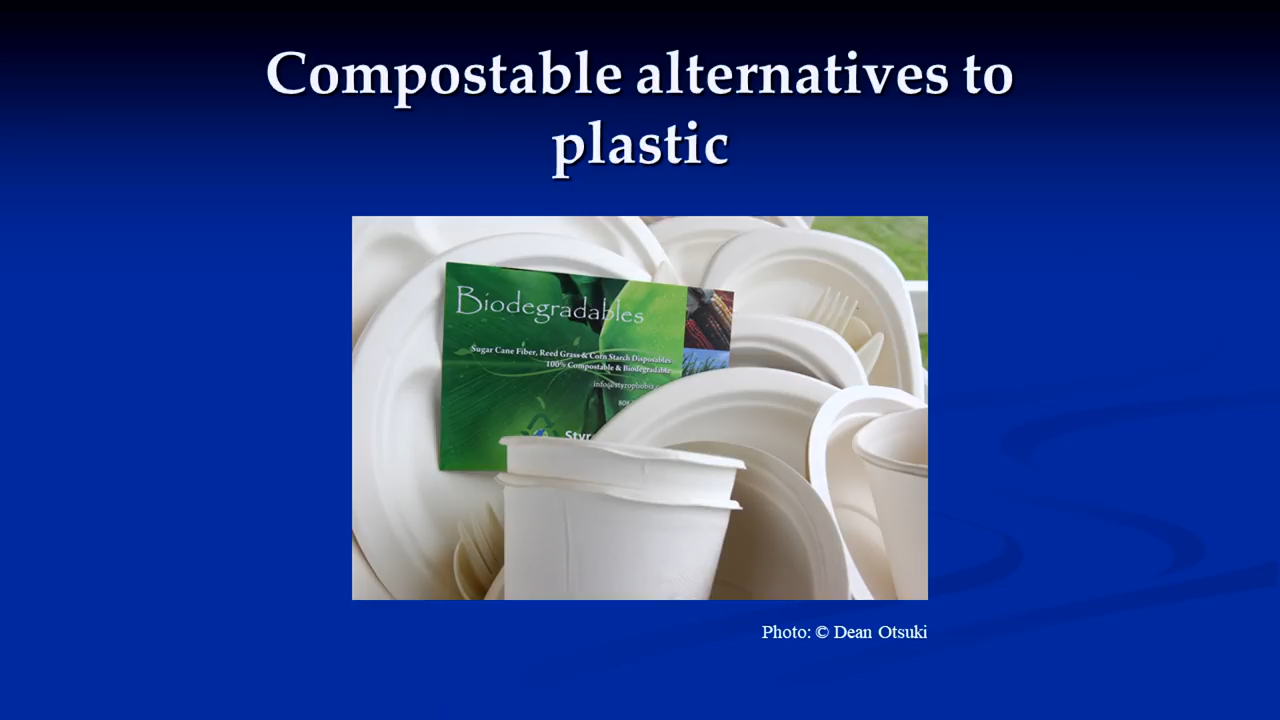 Compostable alternatives to
plastic
Biodegradables
Sugar Cane Fiber, Reed Grass & Corn Starch Disposables
100% Compostable & Biodegradable
Photo: © Dean Otsuki